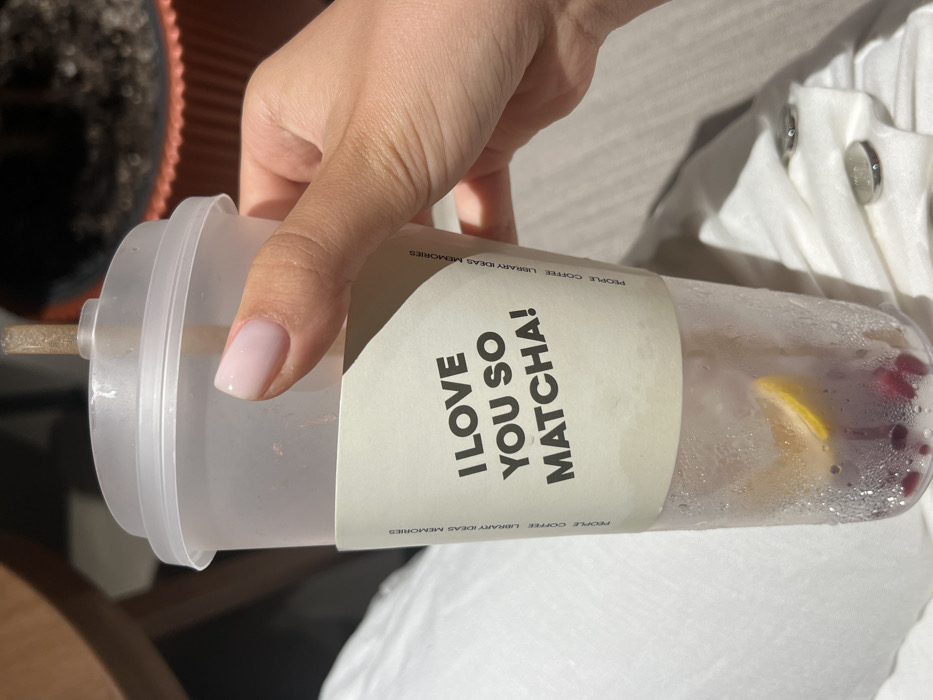 PEOPLE COFFEE LIBRARY IDEAS MEMORIES
I LOVE
YOU SO
MATCHA!
PEOPLE COFFEE LIBRARY IDEAS MEMORIES